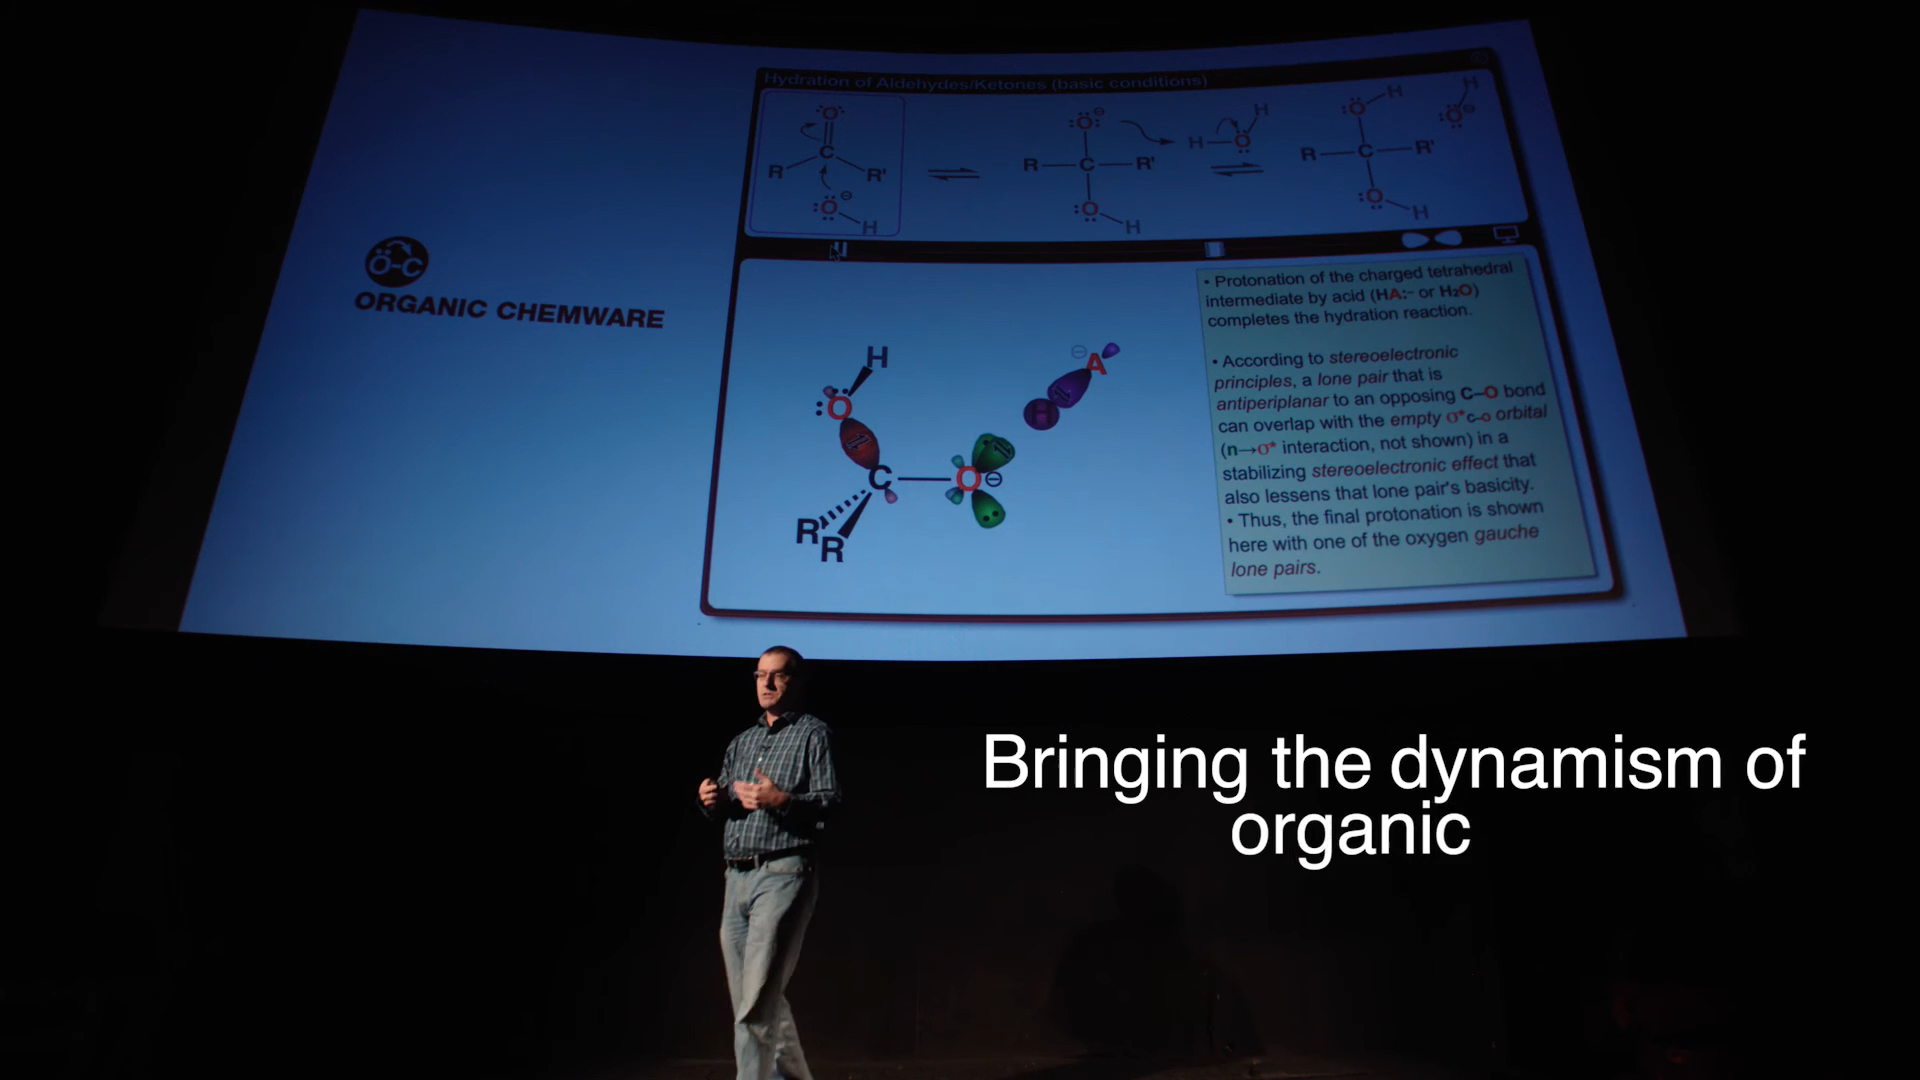 Hydration of Aldehydes/Ketones (basic conditions)
:O:
C
R R'
:O: ⊖
H
:O: ⊖
R—C—R'
:O
H
H—O
H
:O H
R—C—R'
:O
H
H
:O: ⊖
O-C
ORGANIC CHEMWARE
• Protonation of the charged tetrahedral
intermediate by acid (HA:⁻ or H₂O)
completes the hydration reaction.
• According to stereoelectronic
principles, a lone pair that is
antiperiplanar to an opposing C–O bond
can overlap with the empty σ*c-o orbital
(n→σ* interaction, not shown) in a
stabilizing stereoelectronic effect that
also lessens that lone pair's basicity.
• Thus, the final protonation is shown
here with one of the oxygen gauche
lone pairs.
H
:O
C—O ⊖
R
R
⊖ A
H
Bringing the dynamism of
organic